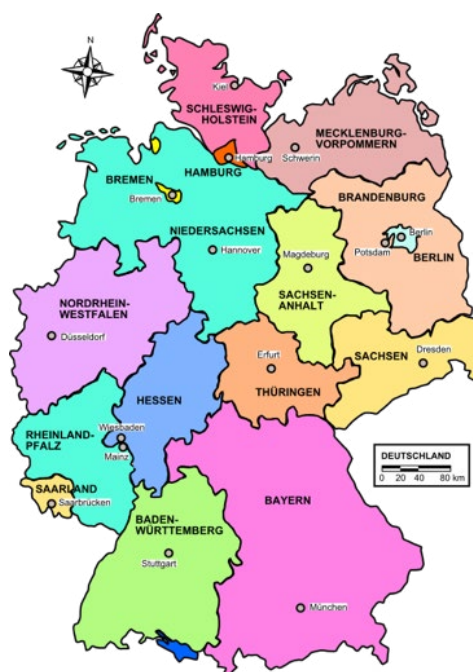 N
Kiel
SCHLESWIG-
HOLSTEIN
MECKLENBURG-
VORPOMMERN
Hamburg
Schwerin
HAMBURG
BREMEN
Bremen
BRANDENBURG
NIEDERSACHSEN
Hannover
Berlin
Potsdam
BERLIN
Magdeburg
SACHSEN-
ANHALT
NORDRHEIN-
WESTFALEN
Düsseldorf
SACHSEN
Dresden
Erfurt
THÜRINGEN
HESSEN
RHEINLAND-
PFALZ
Wiesbaden
Mainz
DEUTSCHLAND
0 20 40 80 km
SAARLAND
Saarbrücken
BAYERN
BADEN-
WÜRTTEMBERG
Stuttgart
München